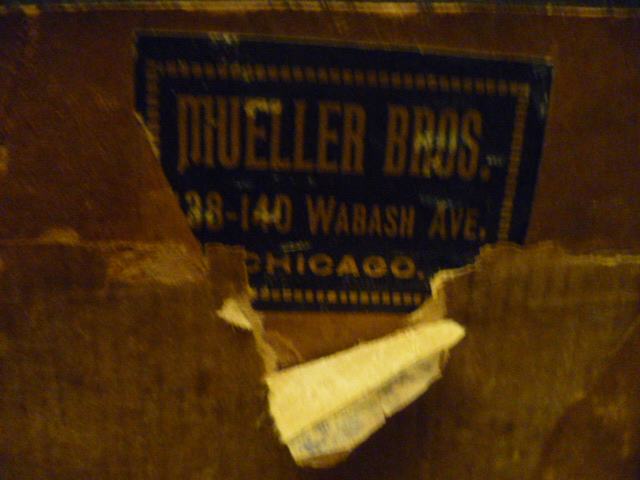 MUELLER BROS.
38-140 WABASH AVE.
CHICAGO.